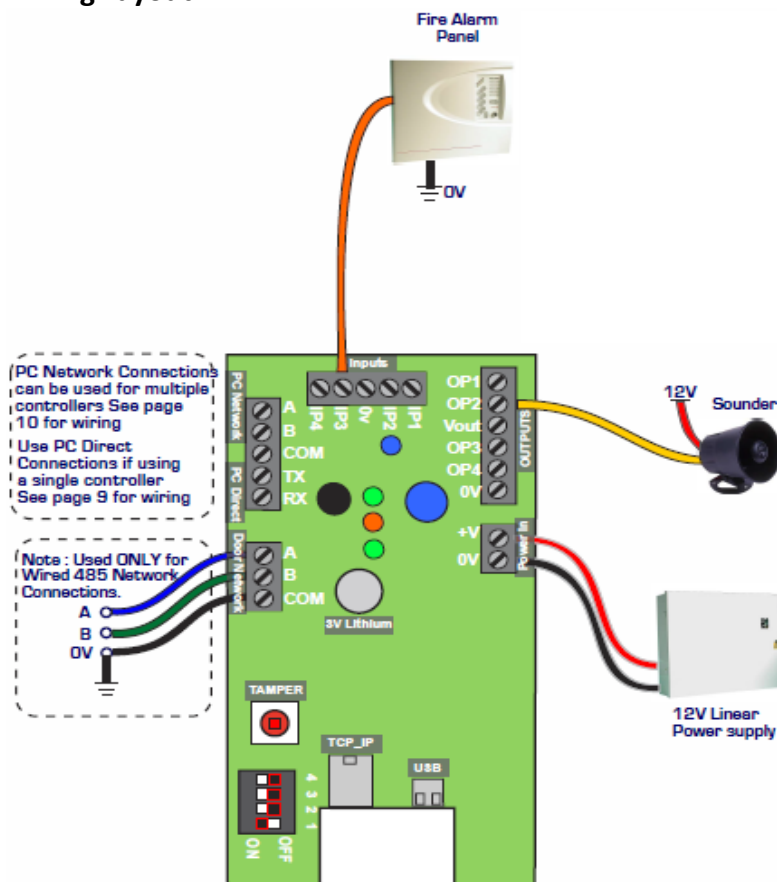 Fire Alarm
Panel
0V
PC Network Connections
can be used for multiple
controllers See page
10 for wiring
Use PC Direct
Connections if using
a single controller
See page 9 for wiring
Inputs
IP4
IP3
0v
IP2
IP1
PC Network
A
B
COM
PC Direct
TX
RX
OP1
OP2
Vout
OP3
OP4
0V
OUTPUTS
12V
Sounder
+V
0V
Power In
Note : Used ONLY for
Wired 485 Network
Connections.
A
B
0V
Door Network
A
B
COM
3V Lithium
12V Linear
Power supply
TAMPER
TCP_IP
USB
4
3
2
1
ON
OFF